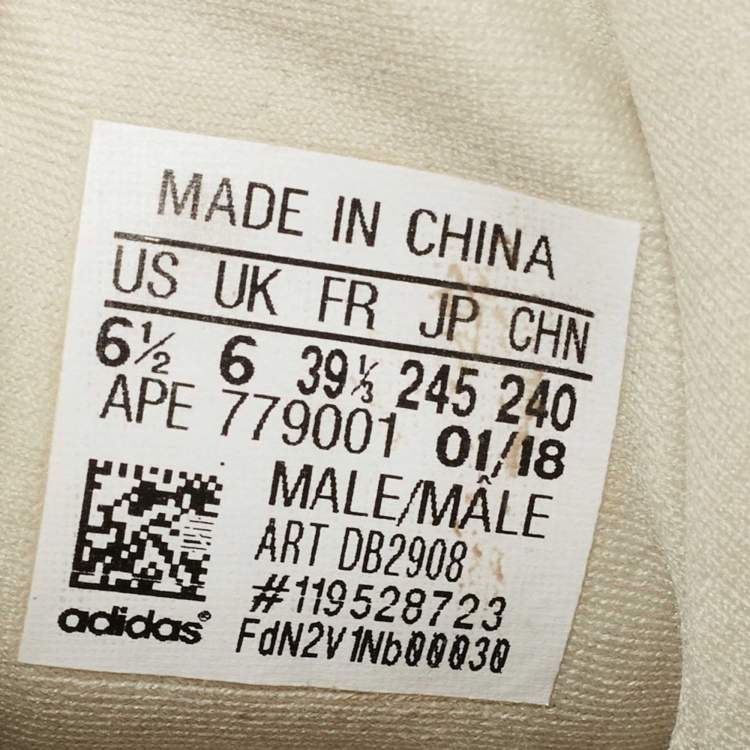 MADE IN CHINA
US UK FR JP CHN
6½ 6 39⅓ 245 240
APE 779001 01/18
MALE/MÂLE
ART DB2908
#119528723
adidas® FdN2V1Nb00030